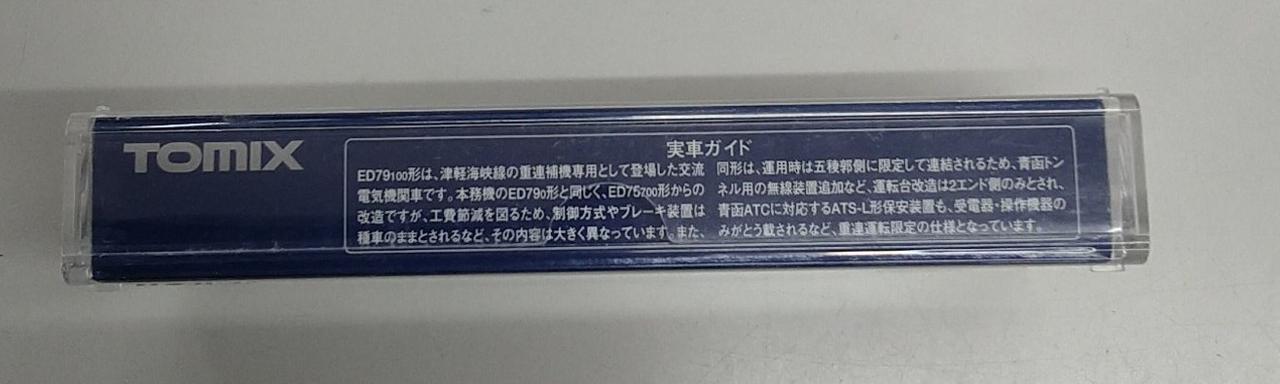 TOMIX
実車ガイド
ED79100形は、津軽海峡線の重連補機専用として登場した交流
電気機関車です。本務機のED790形と同じく、ED75700形からの
改造ですが、工費節減を図るため、制御方式やブレーキ装置は
種車のままとされるなど、その内容は大きく異なっています。また、
同形は、運用時は五稜郭側に限定して連結されるため、青函トン
ネル用の無線装置追加など、運転台改造は2エンド側のみとされ、
青函ATCに対応するATS-L形保安装置も、受電器・操作機器の
みがとう載されるなど、重連運転限定の仕様となっています。